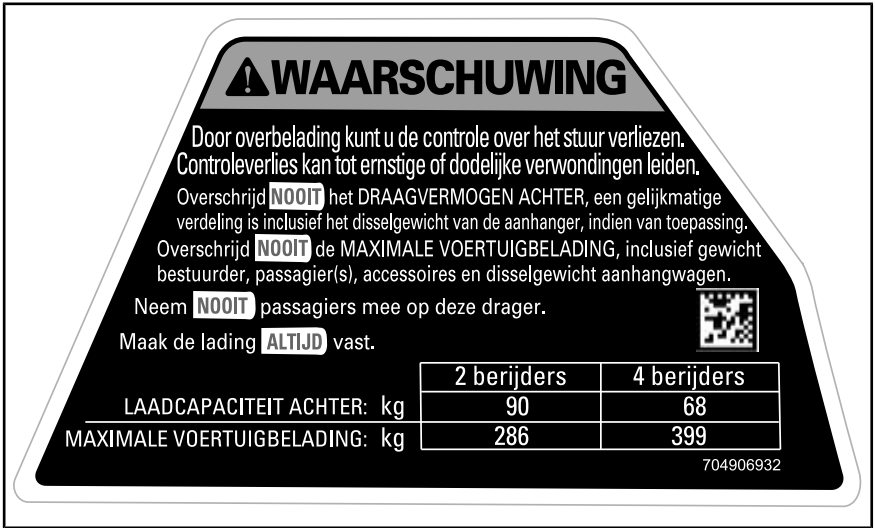 WAARSCHUWING
Door overbelading kunt u de controle over het stuur verliezen.
Controleverlies kan tot ernstige of dodelijke verwondingen leiden.
Overschrijd NOOIT het DRAAGVERMOGEN ACHTER, een gelijkmatige
verdeling is inclusief het disselgewicht van de aanhanger, indien van toepassing.
Overschrijd NOOIT de MAXIMALE VOERTUIGBELADING, inclusief gewicht
bestuurder, passagier(s), accessoires en disselgewicht aanhangwagen.
Neem NOOIT passagiers mee op deze drager.
Maak de lading ALTIJD vast.
2 berijders 4 berijders
LAADCAPACITEIT ACHTER: kg 90 68
MAXIMALE VOERTUIGBELADING: kg 286 399
704906932